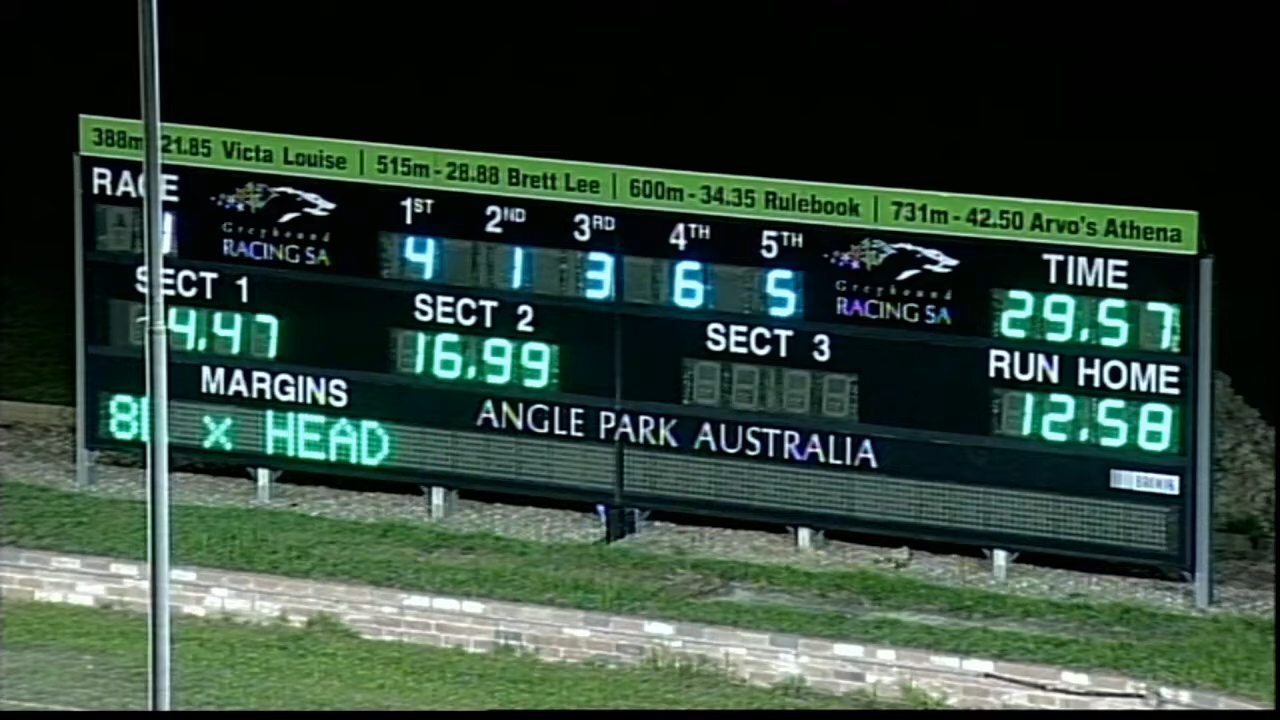 388m 21.85 Victa Louise | 515m - 28.88 Brett Lee | 600m - 34.35 Rulebook | 731m - 42.50 Arvo's Athena
RACE
Greyhound
RACING SA
1ST 2ND 3RD 4TH 5TH
4 1 3 6 5
Greyhound
RACING SA
TIME
29.57
SECT 1
4.47
SECT 2
16.99
SECT 3
RUN HOME
12.58
MARGINS
x HEAD
ANGLE PARK AUSTRALIA